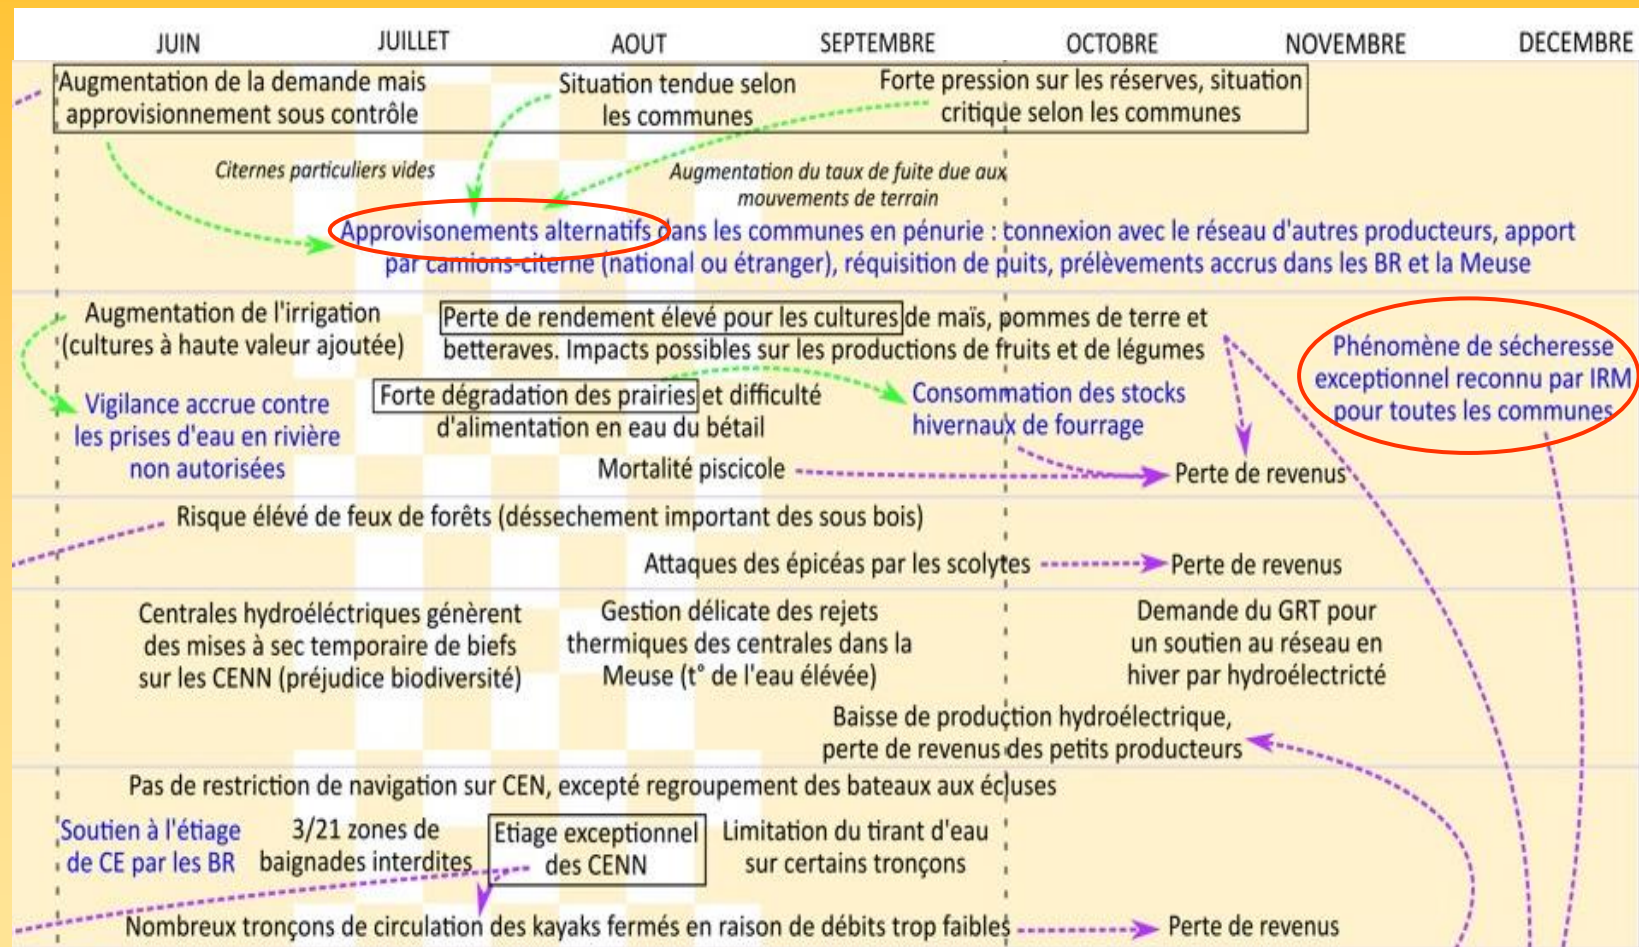 JUIN JUILLET AOUT SEPTEMBRE OCTOBRE NOVEMBRE DECEMBRE
Augmentation de la demande mais
approvisionnement sous contrôle
Situation tendue selon
les communes
Forte pression sur les réserves, situation
critique selon les communes
Citernes particuliers vides
Augmentation du taux de fuite due aux
mouvements de terrain
Approvisonements alternatifs dans les communes en pénurie : connexion avec le réseau d'autres producteurs, apport
par camions-citerne (national ou étranger), réquisition de puits, prélèvements accrus dans les BR et la Meuse
Augmentation de l'irrigation
(cultures à haute valeur ajoutée)
Perte de rendement élevé pour les cultures de maïs, pommes de terre et
betteraves. Impacts possibles sur les productions de fruits et de légumes
Phénomène de sécheresse
exceptionnel reconnu par IRM
pour toutes les communes
Vigilance accrue contre
les prises d'eau en rivière
non autorisées
Forte dégradation des prairies et difficulté
d'alimentation en eau du bétail
Consommation des stocks
hivernaux de fourrage
Mortalité piscicole
Perte de revenus
Risque élévé de feux de forêts (déssechement important des sous bois)
Attaques des épicéas par les scolytes
Perte de revenus
Centrales hydroéléctriques génèrent
des mises à sec temporaire de biefs
sur les CENN (préjudice biodiversité)
Gestion délicate des rejets
thermiques des centrales dans la
Meuse (t° de l'eau élévée)
Demande du GRT pour
un soutien au réseau en
hiver par hydroélectricté
Baisse de production hydroélectrique,
perte de revenus des petits producteurs
Pas de restriction de navigation sur CEN, excepté regroupement des bateaux aux écluses
Soutien à l'étiage
de CE par les BR
3/21 zones de
baignades interdites
Etiage exceptionnel
des CENN
Limitation du tirant d'eau
sur certains tronçons
Nombreux tronçons de circulation des kayaks fermés en raison de débits trop faibles
Perte de revenus